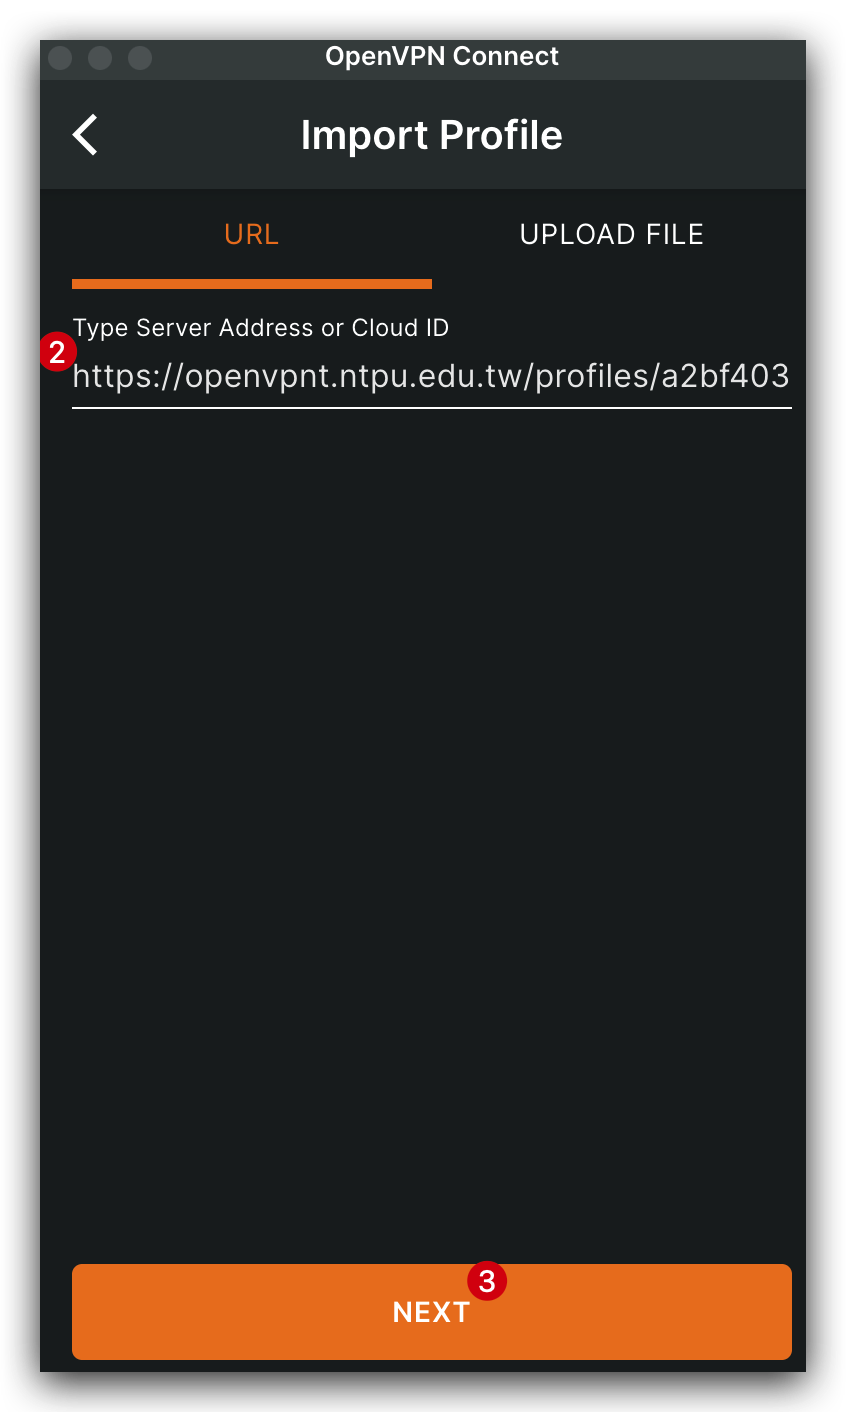 OpenVPN Connect
Import Profile
URL
UPLOAD FILE
Type Server Address or Cloud ID
2
https://openvpnt.ntpu.edu.tw/profiles/a2bf403
3
NEXT